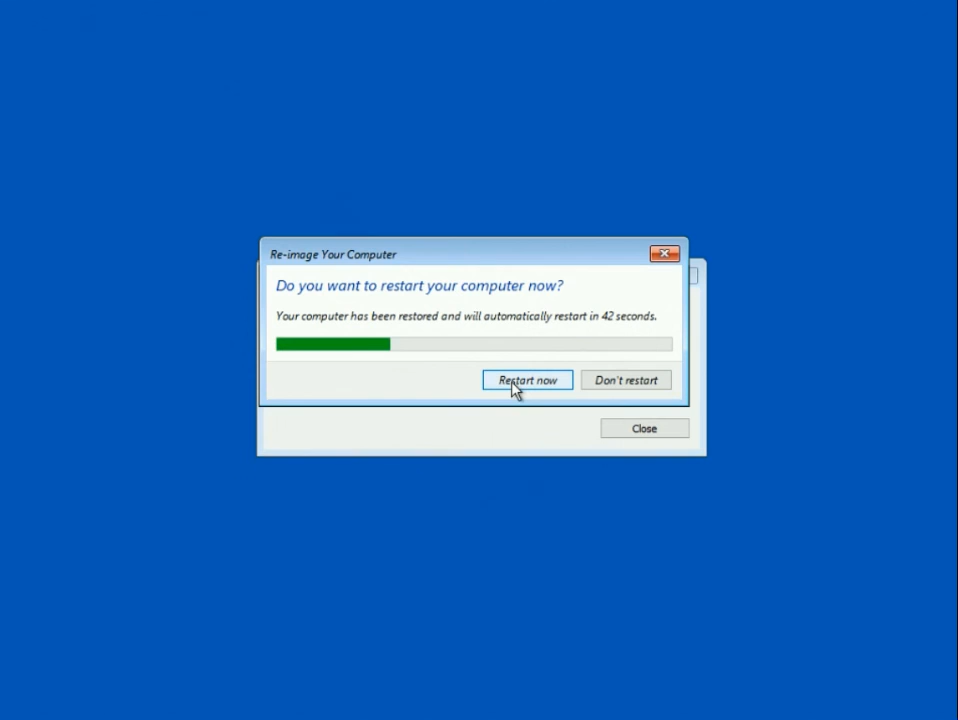 Re-image Your Computer
Do you want to restart your computer now?
Your computer has been restored and will automatically restart in 42 seconds.
Restart now
Don't restart
Close